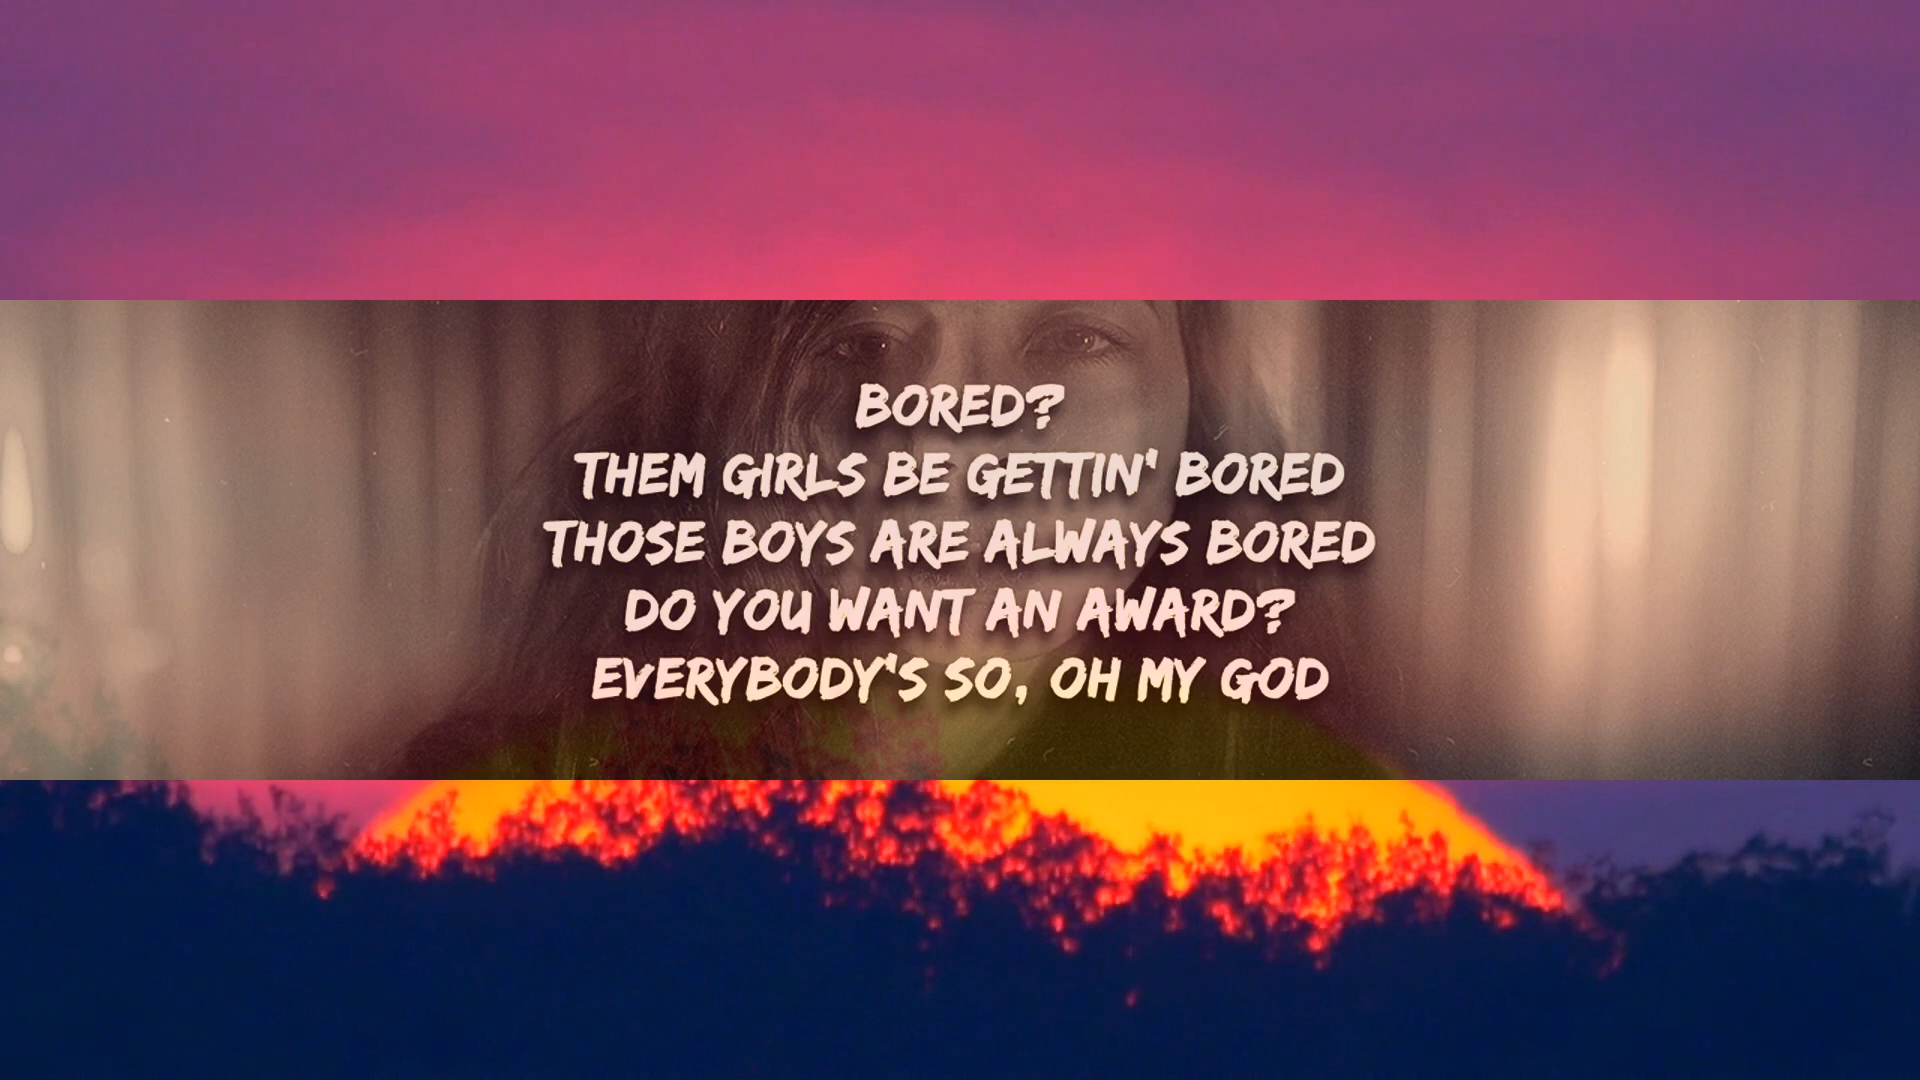 BORED?
THEM GIRLS BE GETTIN' BORED
THOSE BOYS ARE ALWAYS BORED
DO YOU WANT AN AWARD?
EVERYBODY'S SO, OH MY GOD